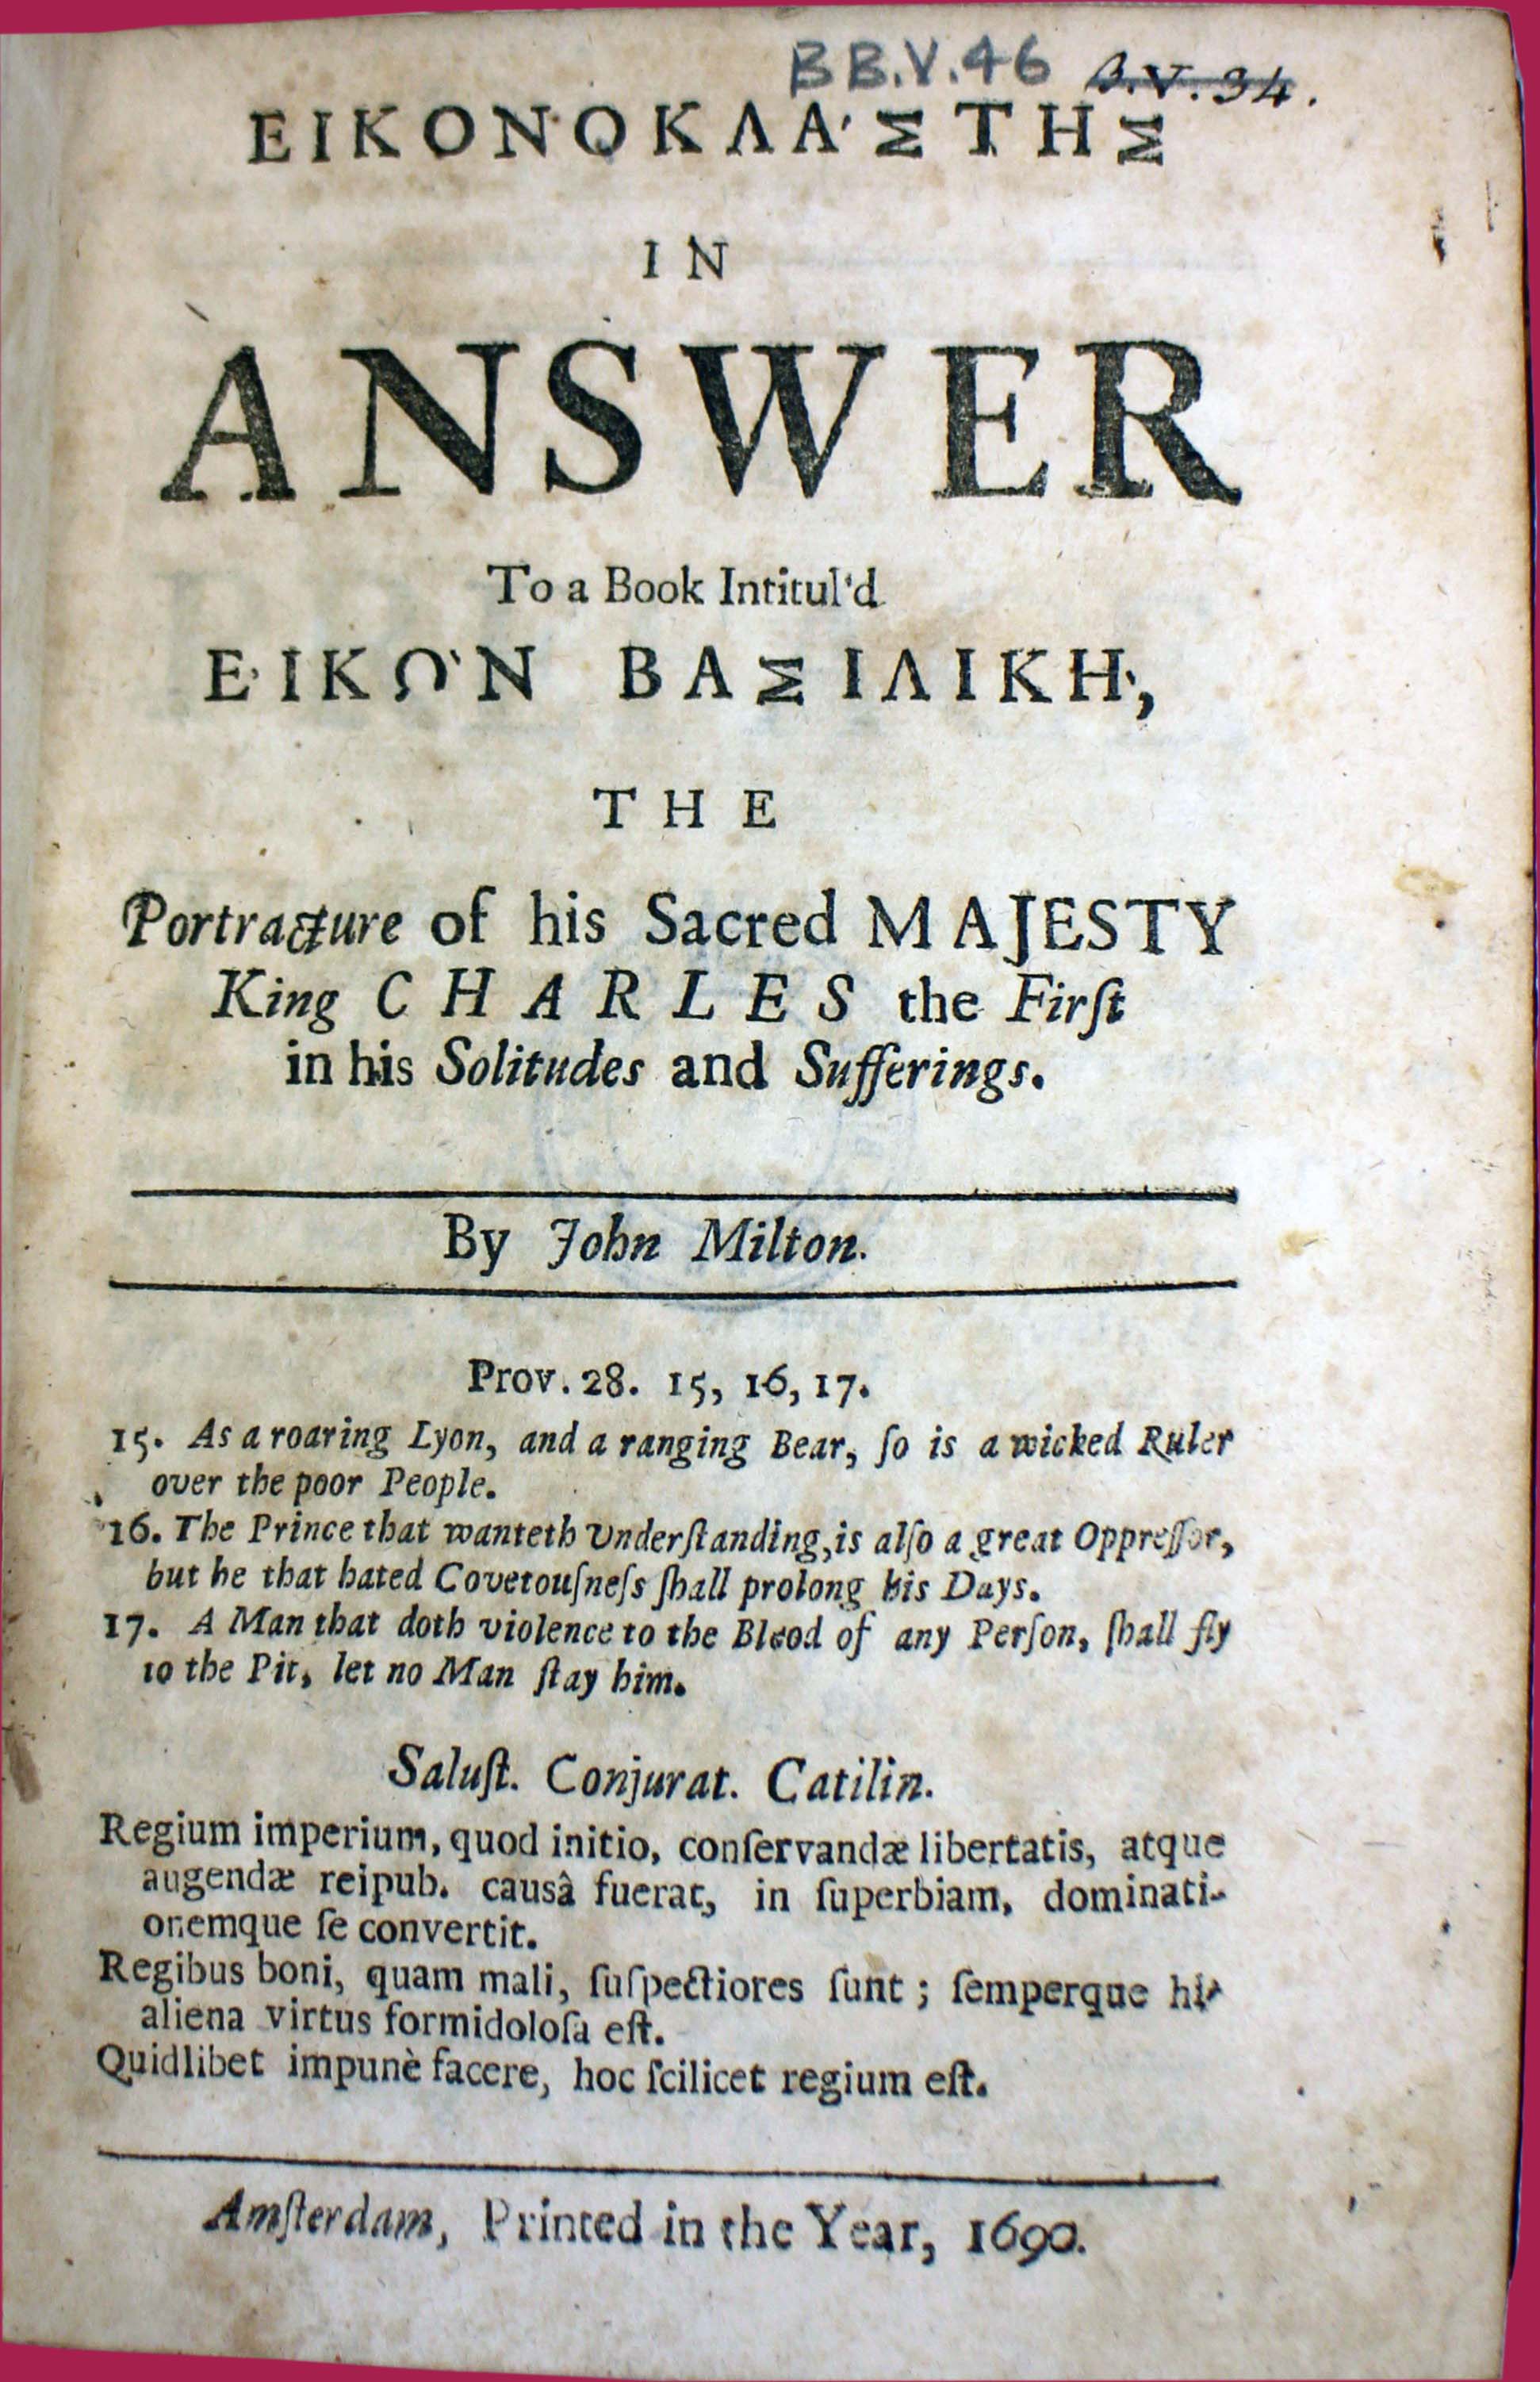 BB.V.46 B.V.34.
ΕΙΚΟΝΟΚΛΑ'ΣΤΗΣ
IN
ANSWER
To a Book Intitul'd
Ε'ΙΚΩ`Ν ΒΑΣΙΛΙΚΗ',
THE
Portracture of his Sacred MAJESTY
King CHARLES the Firſt
in his Solitudes and Sufferings.
By John Milton.
Prov. 28. 15, 16, 17.
15. As a roaring Lyon, and a ranging Bear, ſo is a wicked Ruler
over the poor People.
16. The Prince that wanteth Underſtanding, is alſo a great Oppreſſor,
but he that hated Covetouſneſs ſhall prolong his Days.
17. A Man that doth violence to the Blood of any Perſon, ſhall fly
to the Pit, let no Man ſtay him.
Saluſt. Conjurat. Catilin.
Regium imperium, quod initio, conſervandæ libertatis, atque
augendæ reipub. causâ fuerat, in ſuperbiam, dominati-
onemque ſe convertit.
Regibus boni, quam mali, ſuſpectiores ſunt; ſemperque his
aliena virtus formidoloſa eſt.
Quidlibet impunè facere, hoc ſcilicet regium eſt.
Amſterdam, Printed in the Year, 1690.